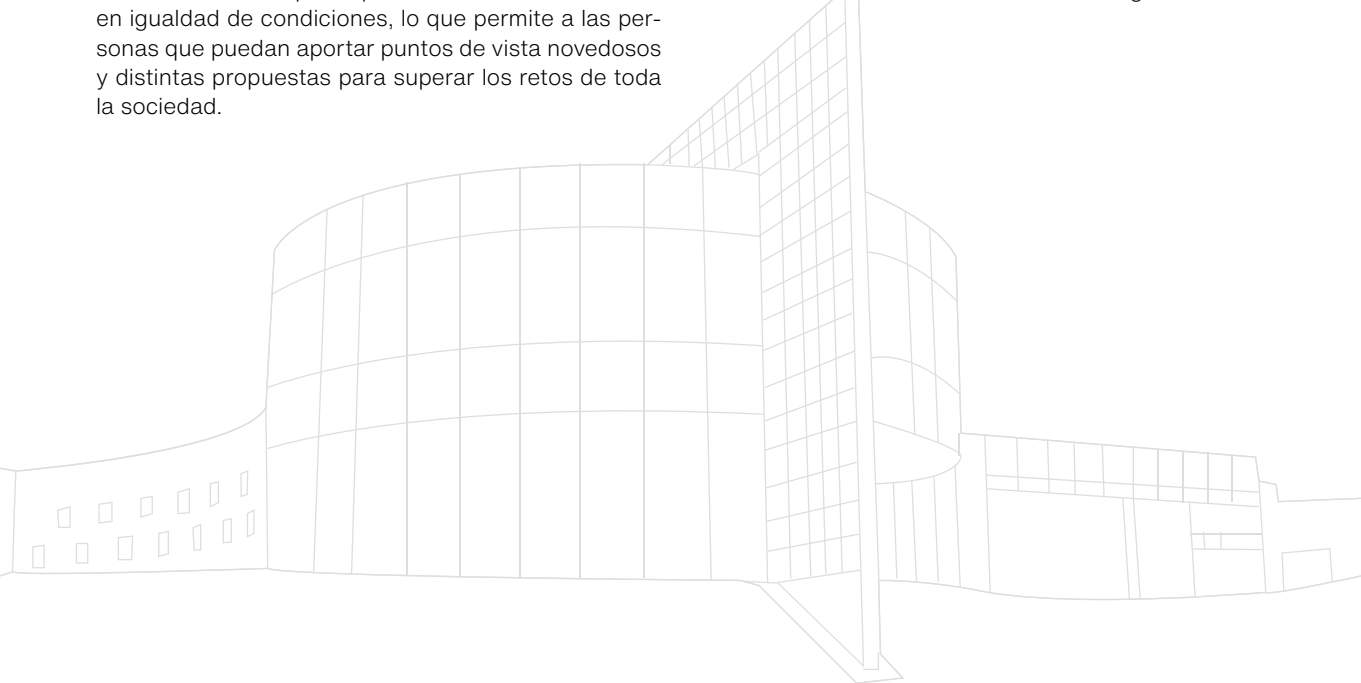 en igualdad de condiciones, lo que permite a las per-
sonas que puedan aportar puntos de vista novedosos
y distintas propuestas para superar los retos de toda
la sociedad.